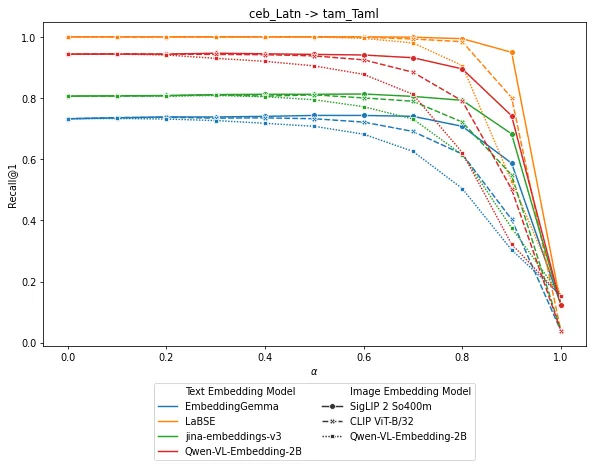 ceb_Latn -> tam_Taml
Recall@1
1.0
0.8
0.6
0.4
0.2
0.0
0.0 0.2 0.4 0.6 0.8 1.0
α
Text Embedding Model
EmbeddingGemma
LaBSE
jina-embeddings-v3
Qwen-VL-Embedding-2B
Image Embedding Model
SigLIP 2 So400m
CLIP ViT-B/32
Qwen-VL-Embedding-2B